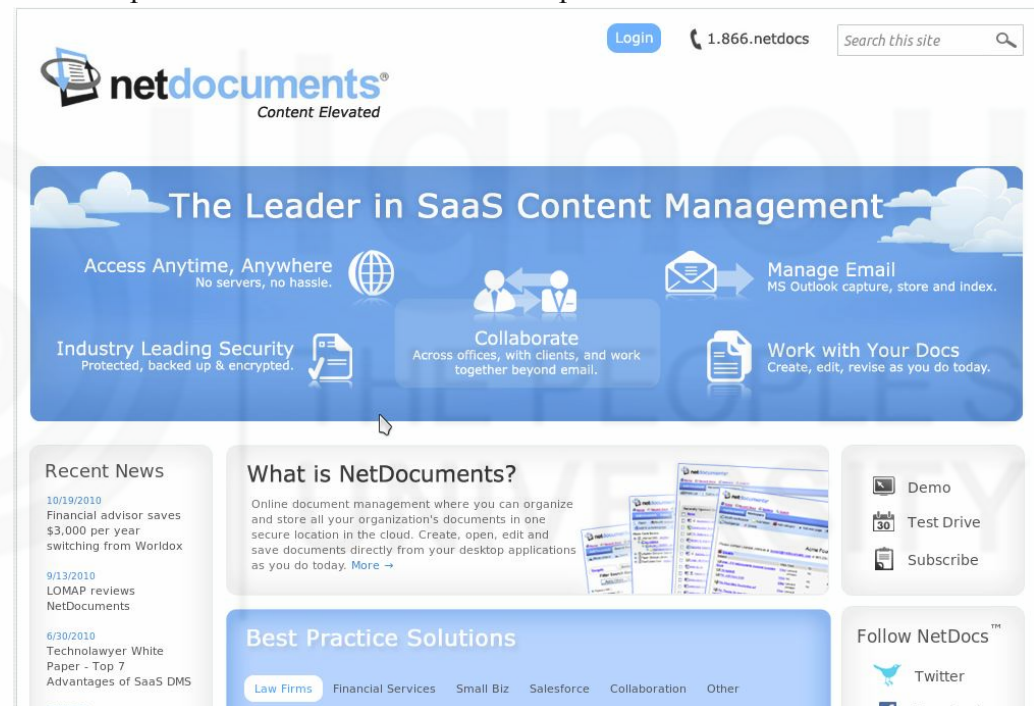 Login
1.866.netdocs
Search this site
netdocuments®
Content Elevated
The Leader in SaaS Content Management
Access Anytime, Anywhere
No servers, no hassle.
Manage Email
MS Outlook capture, store and index.
Collaborate
Across offices, with clients, and work
together beyond email.
Industry Leading Security
Protected, backed up & encrypted.
Work with Your Docs
Create, edit, revise as you do today.
Recent News
10/19/2010
Financial advisor saves
$3,000 per year
switching from Worldox
9/13/2010
LOMAP reviews
NetDocuments
6/30/2010
Technolawyer White
Paper - Top 7
Advantages of SaaS DMS
What is NetDocuments?
Online document management where you can organize
and store all your organization's documents in one
secure location in the cloud. Create, open, edit and
save documents directly from your desktop applications
as you do today. More →
Demo
Test Drive
Subscribe
Best Practice Solutions
Law Firms Financial Services Small Biz Salesforce Collaboration Other
Follow NetDocs™
Twitter
ignou
THE PEOPLE'S
UNIVERSITY